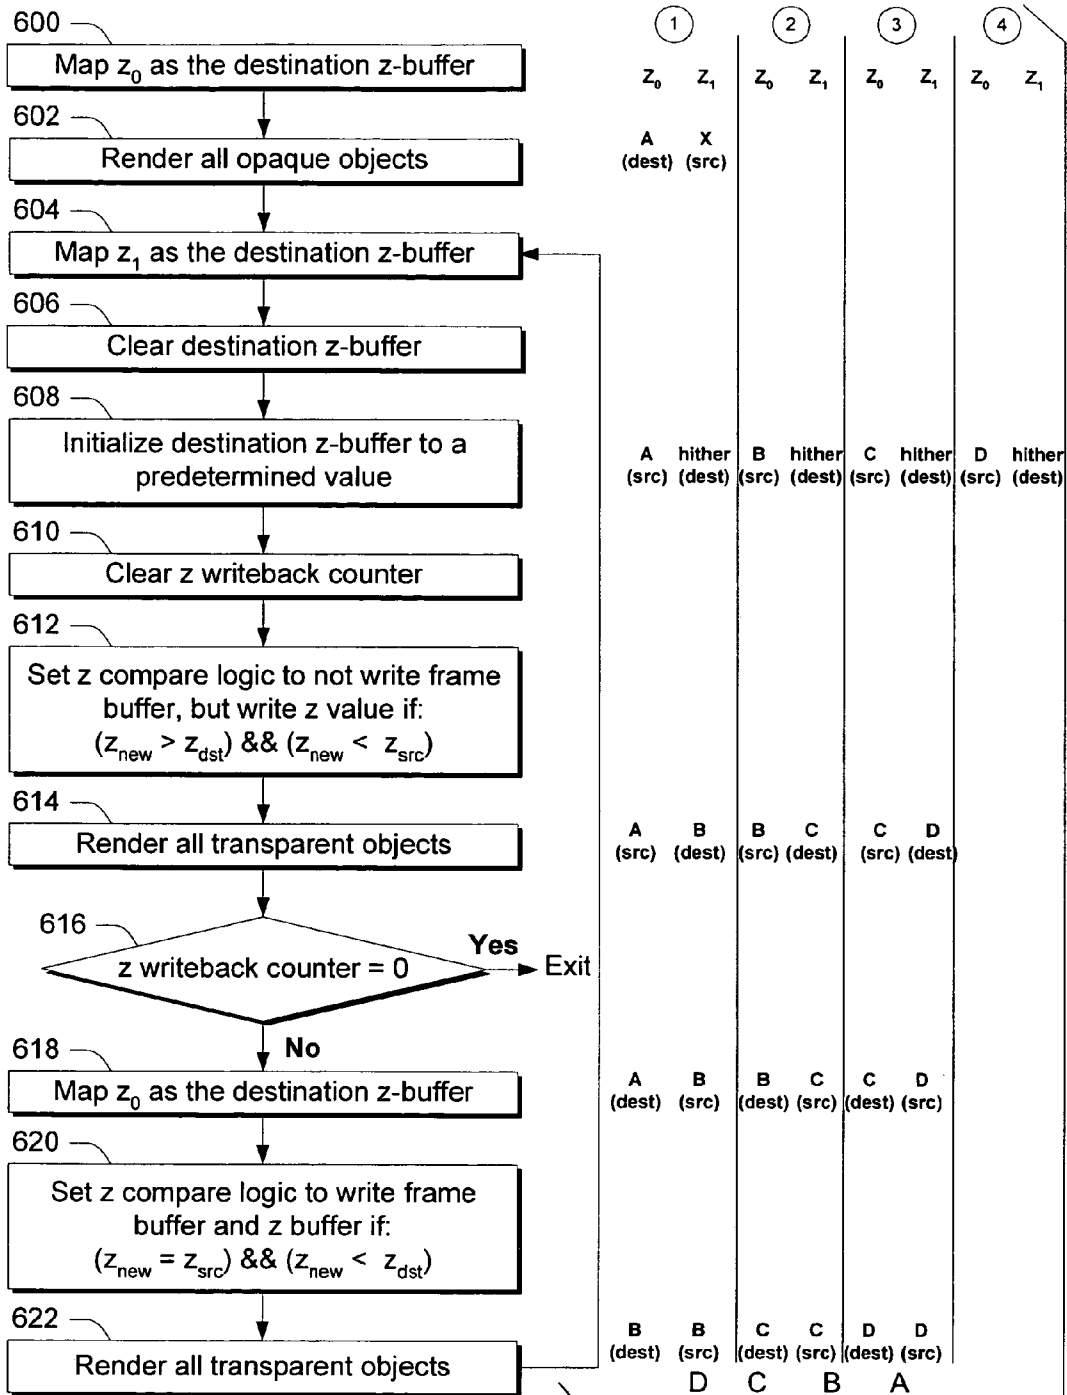 600
Map z0 as the destination z-buffer
602
Render all opaque objects
604
Map z1 as the destination z-buffer
606
Clear destination z-buffer
608
Initialize destination z-buffer to a
predetermined value
610
Clear z writeback counter
612
Set z compare logic to not write frame
buffer, but write z value if:
(znew > zdst) && (znew < zsrc)
614
Render all transparent objects
616
z writeback counter = 0
Yes
Exit
No
618
Map z0 as the destination z-buffer
620
Set z compare logic to write frame
buffer and z buffer if:
(znew = zsrc) && (znew < zdst)
622
Render all transparent objects
1 2 3 4
Z0 Z1 Z0 Z1 Z0 Z1 Z0 Z1
A X
(dest) (src)
A hither B hither C hither D hither
(src) (dest) (src) (dest) (src) (dest) (src) (dest)
A B B C C D
(src) (dest) (src) (dest) (src) (dest)
A B B C C D
(dest) (src) (dest) (src) (dest) (src)
B B C C D D
(dest) (src) (dest) (src) (dest) (src)
D C B A